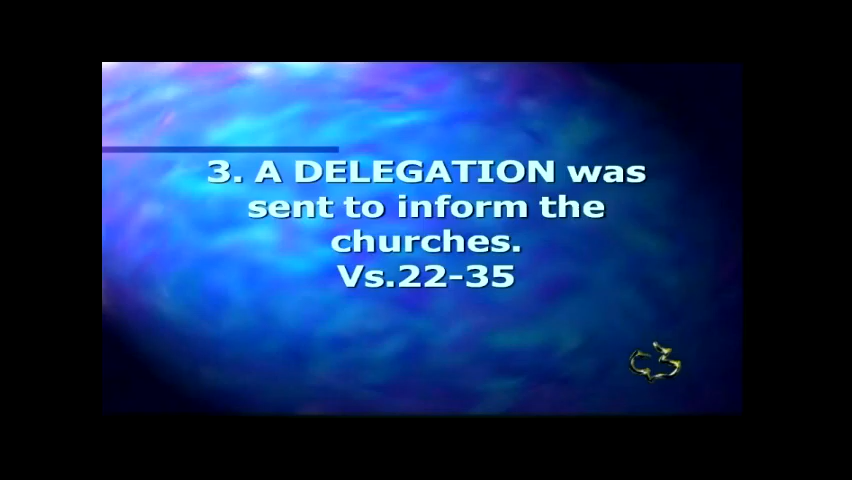 3. A DELEGATION was
sent to inform the
churches.
Vs.22-35